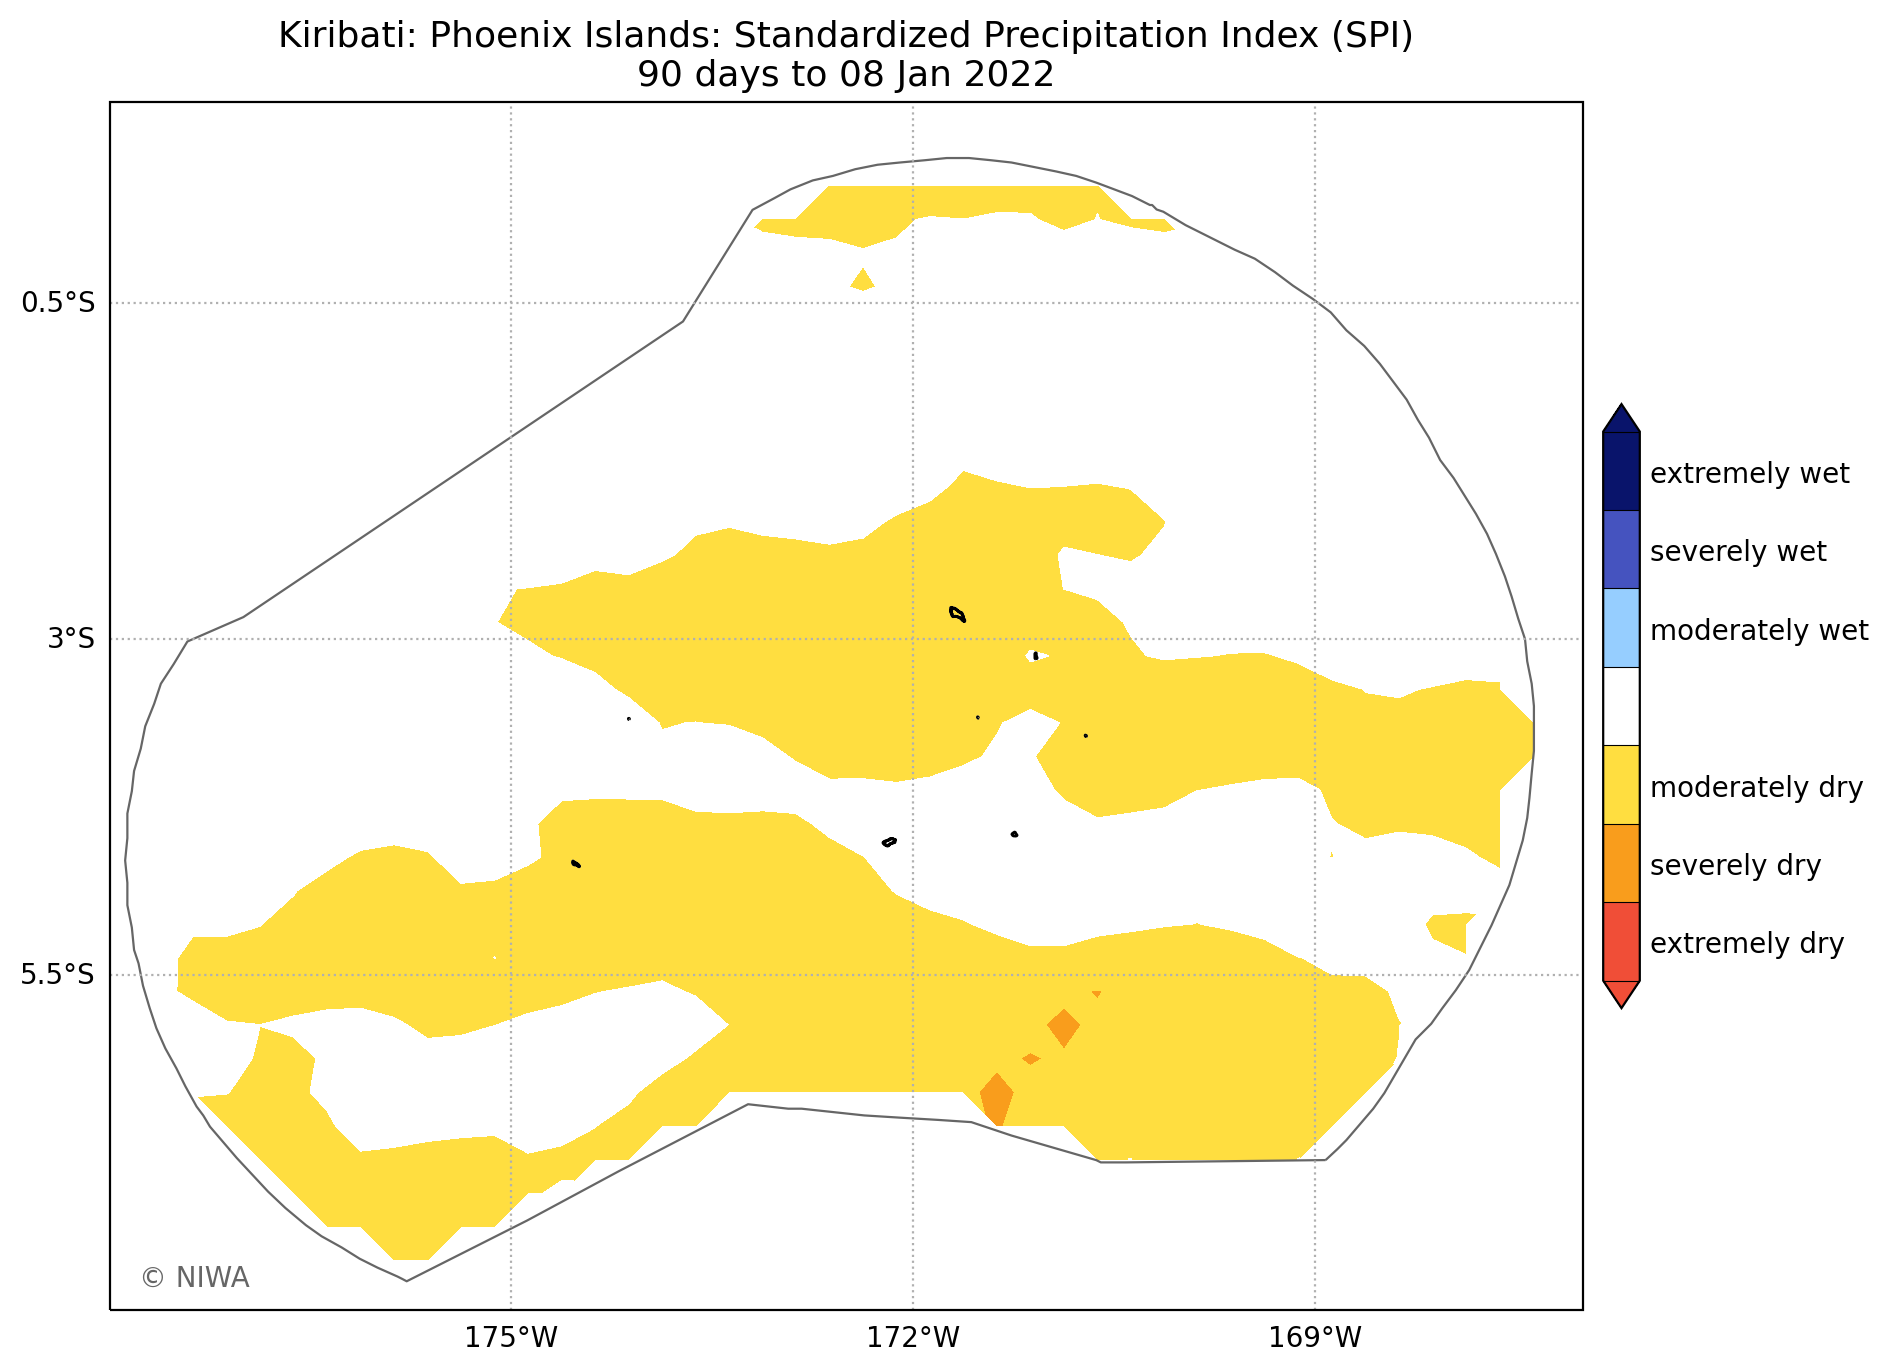 Kiribati: Phoenix Islands: Standardized Precipitation Index (SPI)
90 days to 08 Jan 2022
0.5°S
3°S
5.5°S
175°W
172°W
169°W
extremely wet
severely wet
moderately wet
moderately dry
severely dry
extremely dry
© NIWA